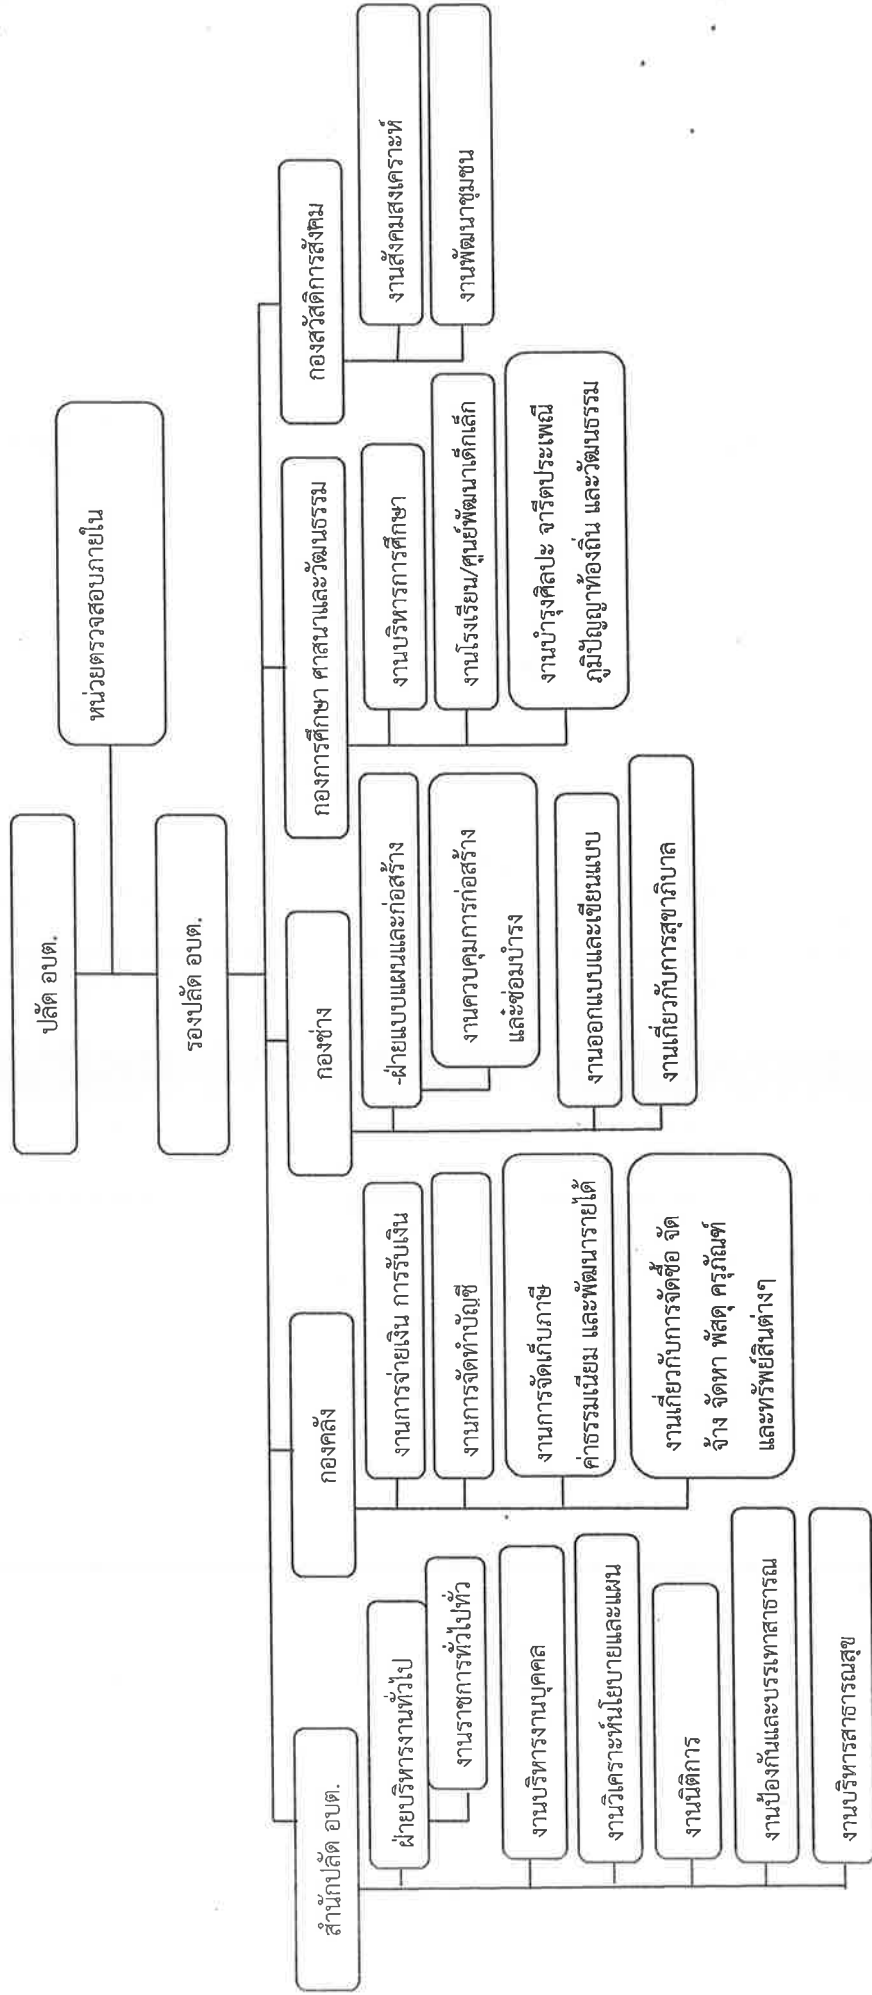 ปลัด อบต.
หน่วยตรวจสอบภายใน
รองปลัด อบต.
สำนักปลัด อบต.
ฝ่ายบริหารงานทั่วไป
งานราชการทั่วไปทั่ว
งานบริหารงานบุคคล
งานวิเคราะห์นโยบายและแผน
งานนิติการ
งานป้องกันและบรรเทาสาธารณ
งานบริหารสาธารณสุข
กองคลัง
งานการจ่ายเงิน การรับเงิน
งานการจัดทำบัญชี
งานการจัดเก็บภาษี
ค่าธรรมเนียม และพัฒนารายได้
งานเกี่ยวกับการจัดซื้อ จัด
จ้าง จัดหา พัสดุ ครุภัณฑ์
และทรัพย์สินต่างๆ
กองช่าง
-ฝ่ายแบบแผนและก่อสร้าง
งานควบคุมการก่อสร้าง
และซ่อมบำรุง
งานออกแบบและเขียนแบบ
งานเกี่ยวกับการสุขาภิบาล
กองการศึกษา ศาสนาและวัฒนธรรม
งานบริหารการศึกษา
งานโรงเรียน/ศูนย์พัฒนาเด็กเล็ก
งานบำรุงศิลปะ จารีตประเพณี
ภูมิปัญญาท้องถิ่น และวัฒนธรรม
กองสวัสดิการสังคม
งานสังคมสงเคราะห์
งานพัฒนาชุมชน